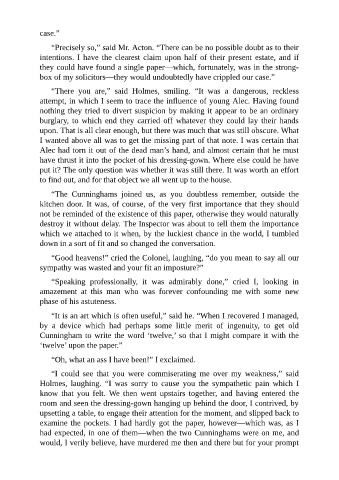 case.”
“Precisely so,” said Mr. Acton. “There can be no possible doubt as to their
intentions. I have the clearest claim upon half of their present estate, and if
they could have found a single paper—which, fortunately, was in the strong-
box of my solicitors—they would undoubtedly have crippled our case.”
“There you are,” said Holmes, smiling. “It was a dangerous, reckless
attempt, in which I seem to trace the influence of young Alec. Having found
nothing they tried to divert suspicion by making it appear to be an ordinary
burglary, to which end they carried off whatever they could lay their hands
upon. That is all clear enough, but there was much that was still obscure. What
I wanted above all was to get the missing part of that note. I was certain that
Alec had torn it out of the dead man’s hand, and almost certain that he must
have thrust it into the pocket of his dressing-gown. Where else could he have
put it? The only question was whether it was still there. It was worth an effort
to find out, and for that object we all went up to the house.
“The Cunninghams joined us, as you doubtless remember, outside the
kitchen door. It was, of course, of the very first importance that they should
not be reminded of the existence of this paper, otherwise they would naturally
destroy it without delay. The Inspector was about to tell them the importance
which we attached to it when, by the luckiest chance in the world, I tumbled
down in a sort of fit and so changed the conversation.
“Good heavens!” cried the Colonel, laughing, “do you mean to say all our
sympathy was wasted and your fit an imposture?”
“Speaking professionally, it was admirably done,” cried I, looking in
amazement at this man who was forever confounding me with some new
phase of his astuteness.
“It is an art which is often useful,” said he. “When I recovered I managed,
by a device which had perhaps some little merit of ingenuity, to get old
Cunningham to write the word ‘twelve,’ so that I might compare it with the
‘twelve’ upon the paper.”
“Oh, what an ass I have been!” I exclaimed.
“I could see that you were commiserating me over my weakness,” said
Holmes, laughing. “I was sorry to cause you the sympathetic pain which I
know that you felt. We then went upstairs together, and having entered the
room and seen the dressing-gown hanging up behind the door, I contrived, by
upsetting a table, to engage their attention for the moment, and slipped back to
examine the pockets. I had hardly got the paper, however—which was, as I
had expected, in one of them—when the two Cunninghams were on me, and
would, I verily believe, have murdered me then and there but for your prompt